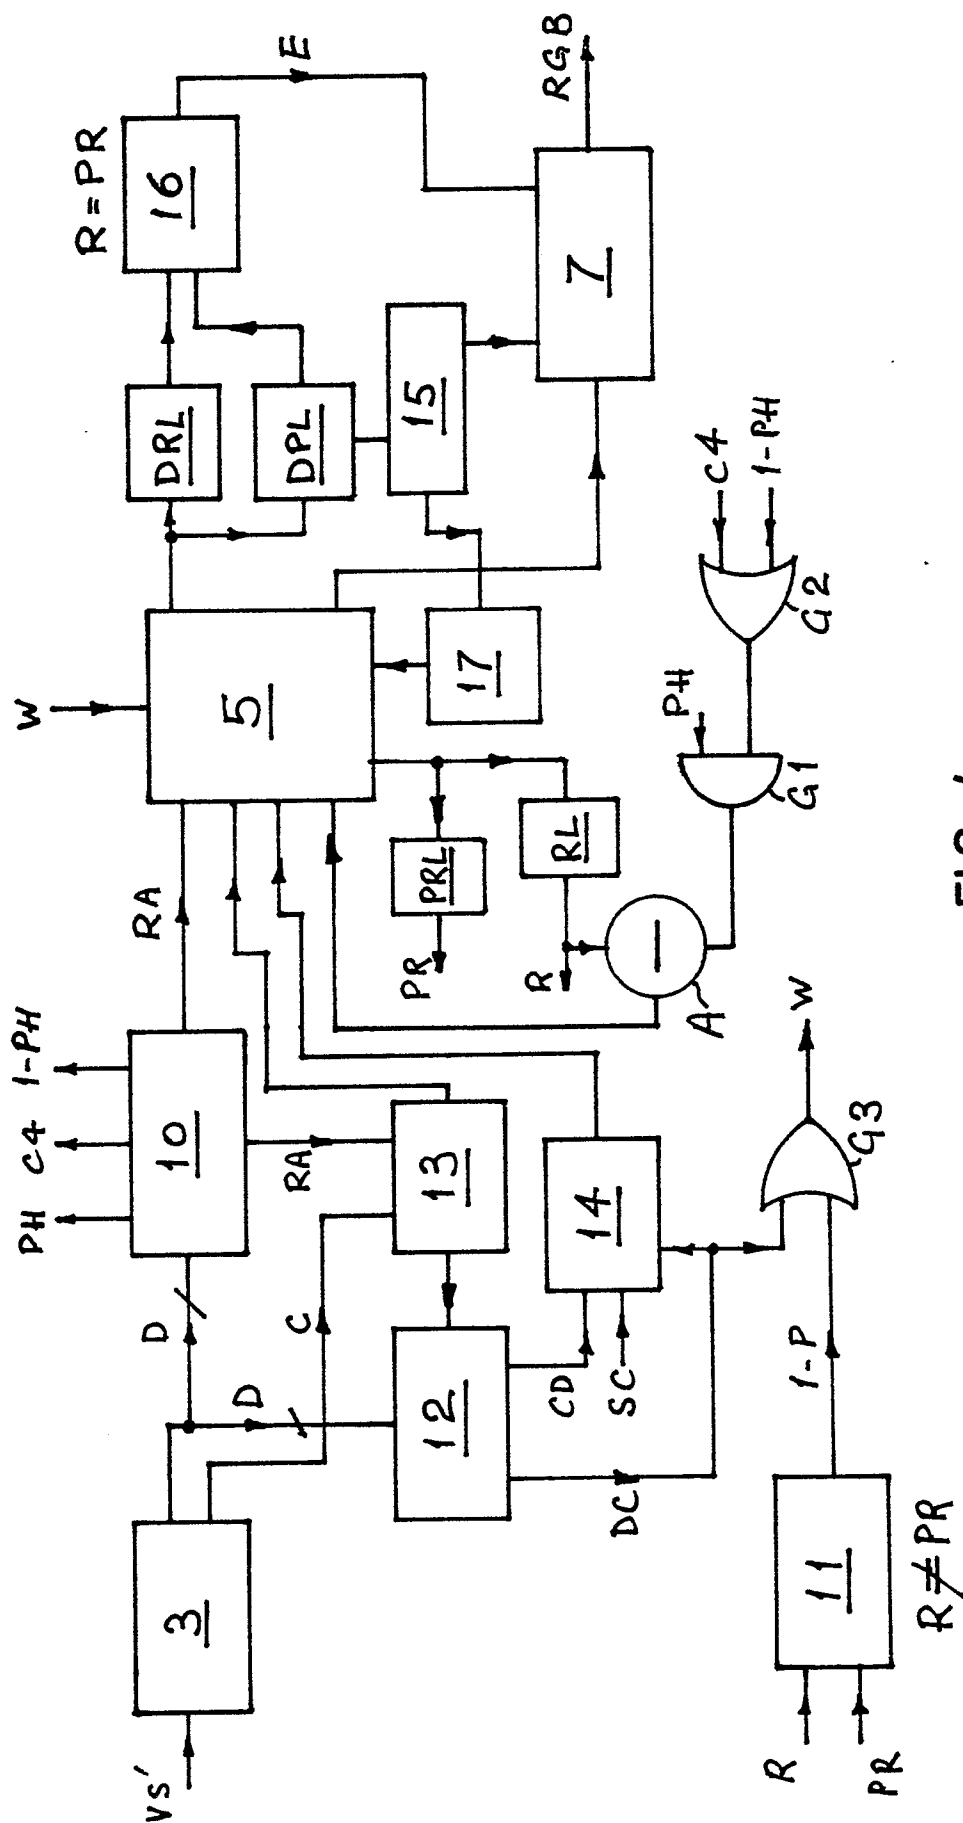 VS'
3
D
D
C
PH
C4
1-PH
10
RA
RA
W
5
DRL
DPL
R=PR
16
E
15
7
RGB
17
12
13
CD
SC
14
DC
PRL
PR
RL
R
A
G1
PH
G2
C4
1-PH
R
PR
11
R≠PR
1-P
G3
W